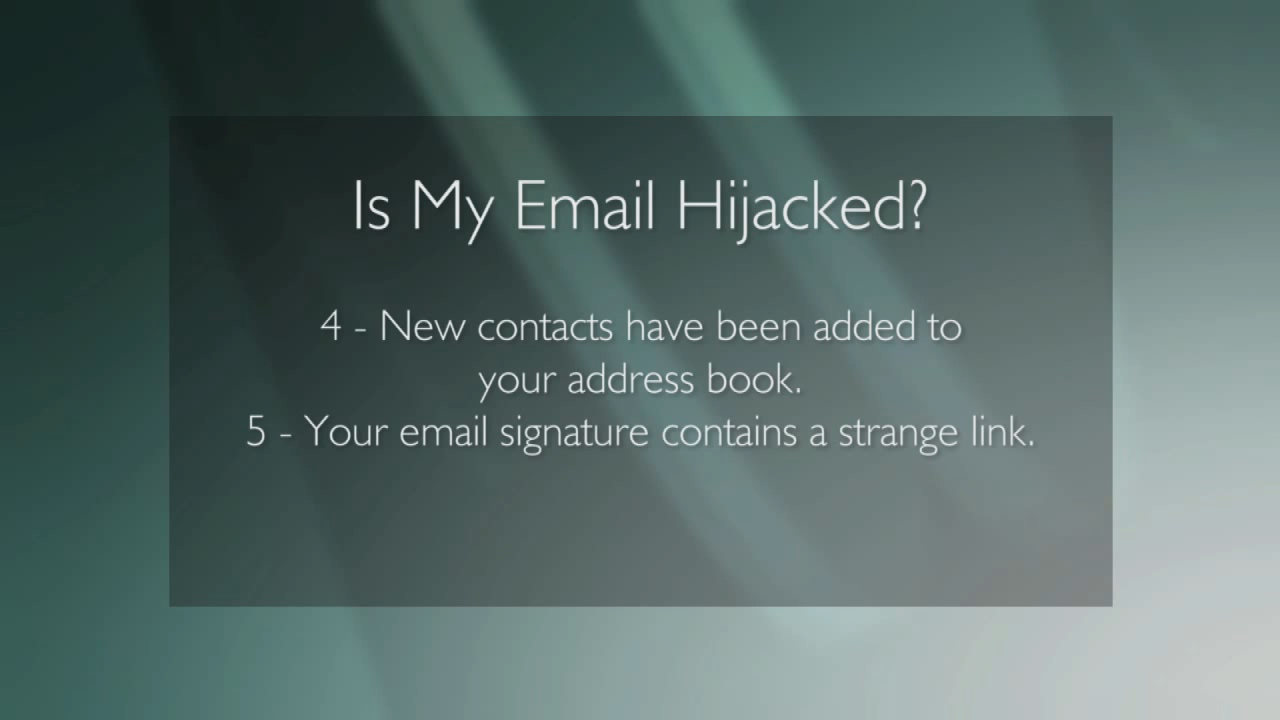 Is My Email Hijacked?
4 - New contacts have been added to
your address book.
5 - Your email signature contains a strange link.